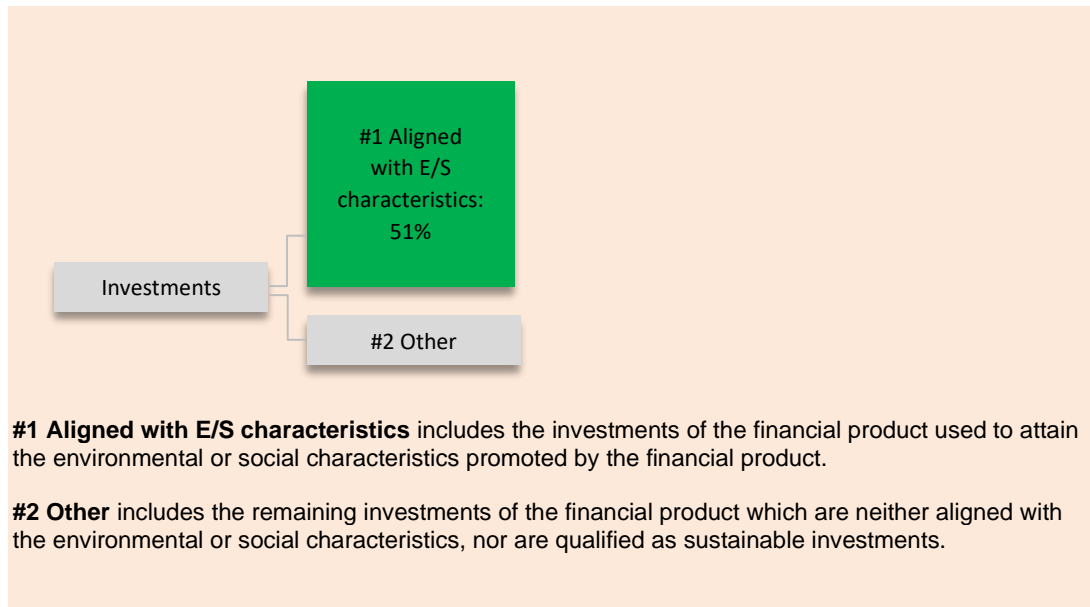 #1 Aligned
with E/S
characteristics:
51%
Investments
#2 Other
#1 Aligned with E/S characteristics includes the investments of the financial product used to attain
the environmental or social characteristics promoted by the financial product.
#2 Other includes the remaining investments of the financial product which are neither aligned with
the environmental or social characteristics, nor are qualified as sustainable investments.